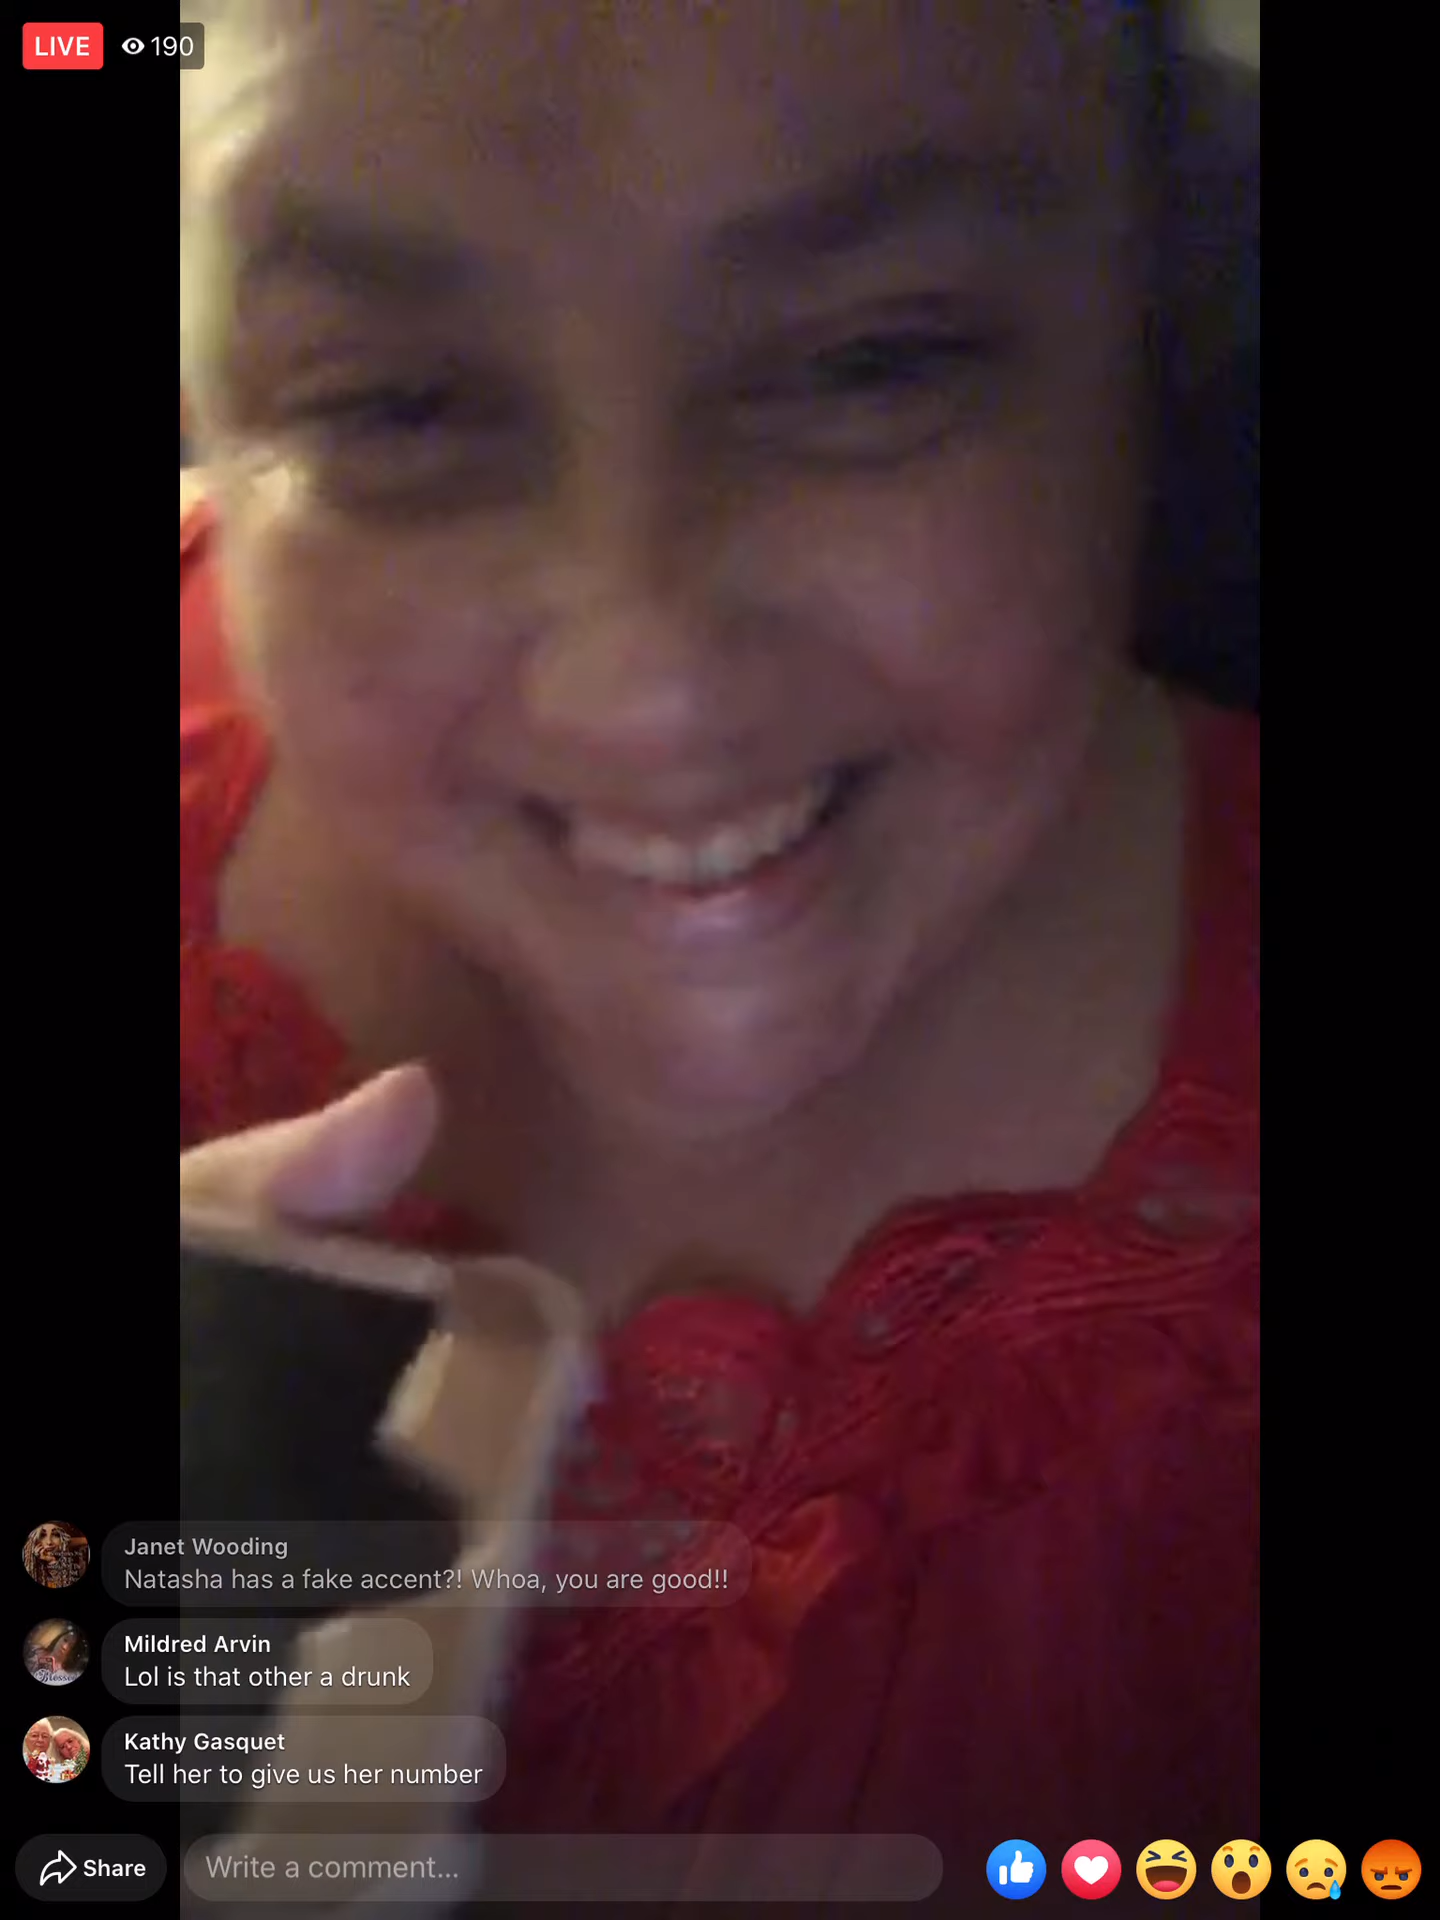 LIVE 190
Janet Wooding
Natasha has a fake accent?! Whoa, you are good!!
Mildred Arvin
Lol is that other a drunk
Kathy Gasquet
Tell her to give us her number
Share
Write a comment...